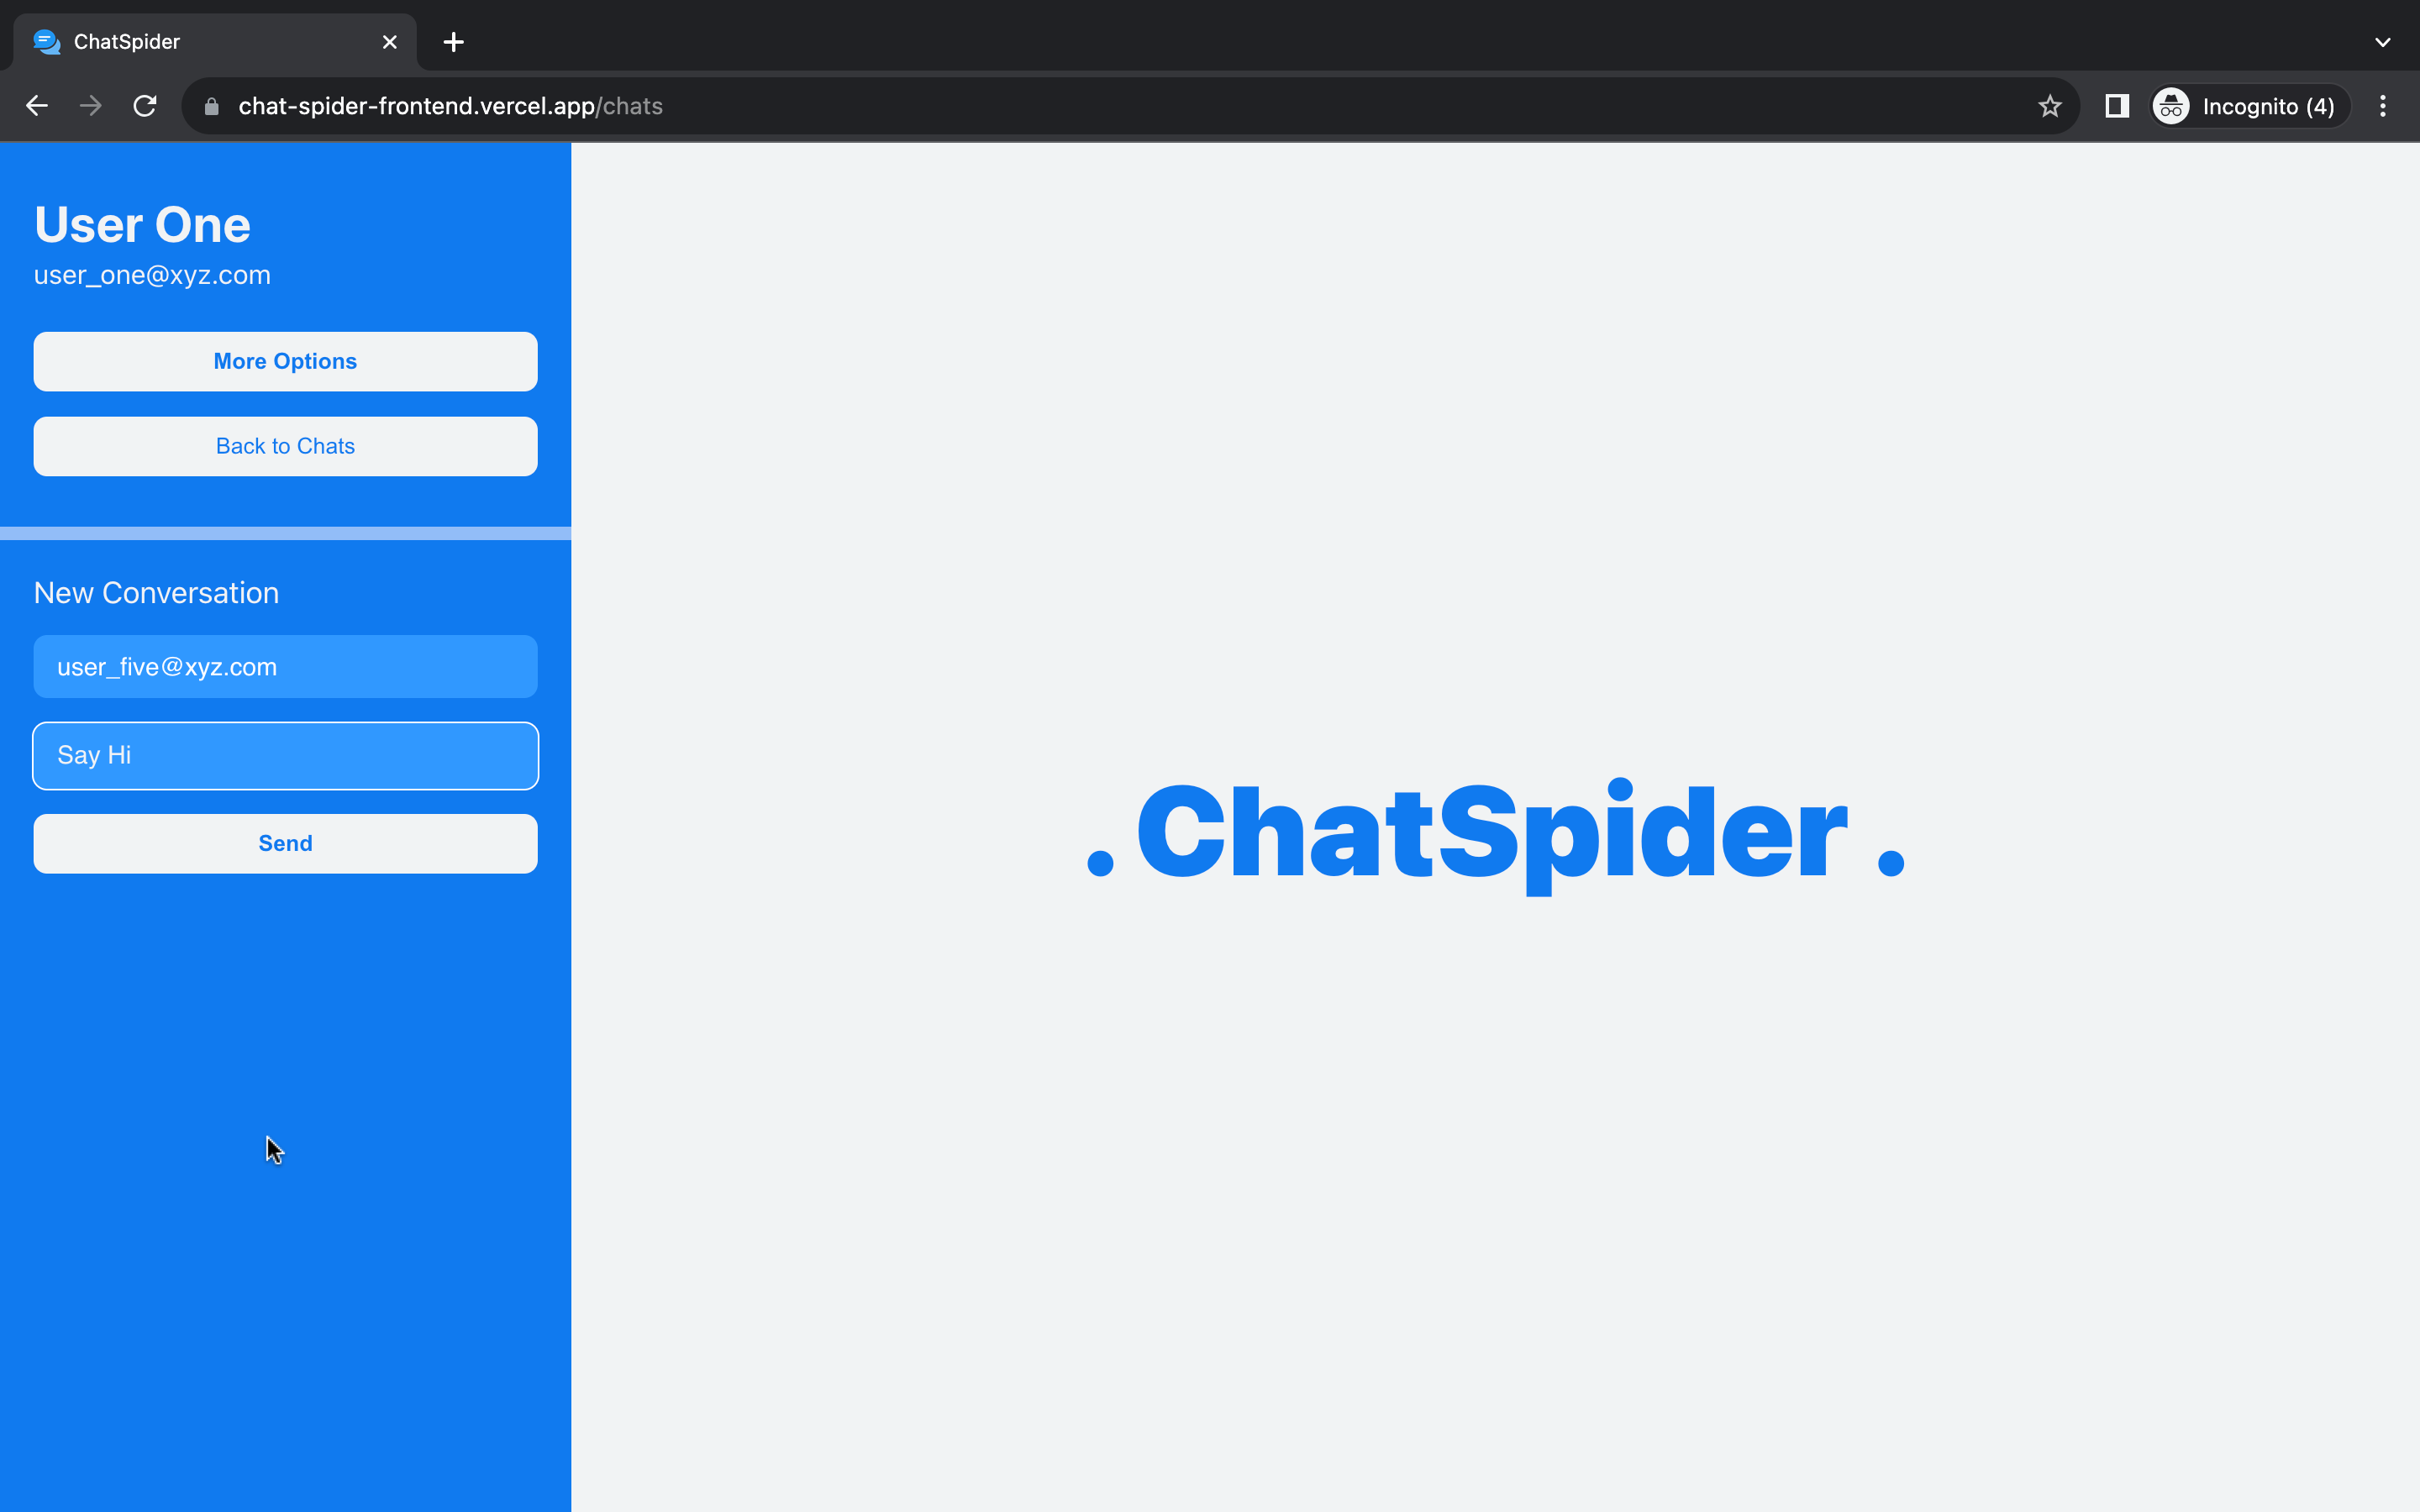 ChatSpider
chat-spider-frontend.vercel.app/chats
Incognito (4)
User One
user_one@xyz.com
More Options
Back to Chats
New Conversation
user_five@xyz.com
Say Hi
Send
.ChatSpider.